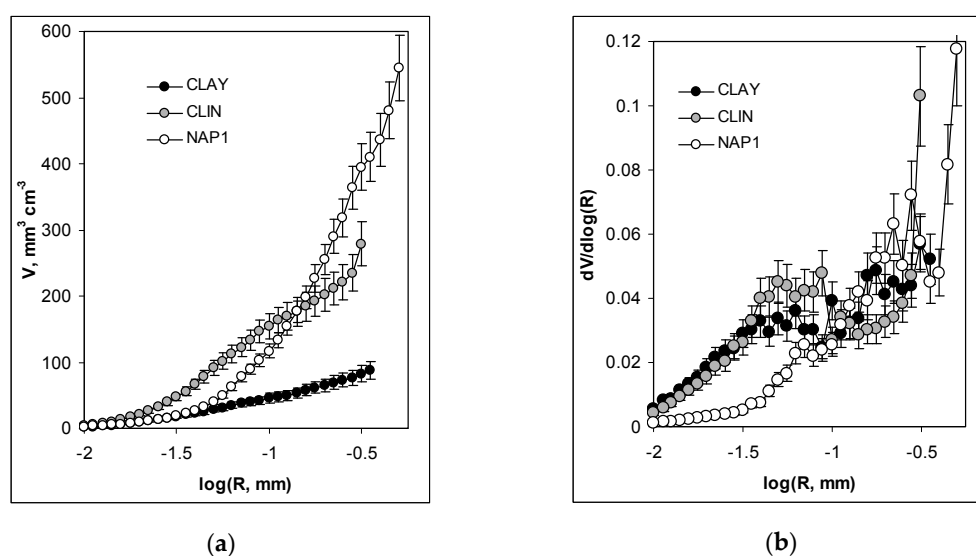 600
500
400
300
200
100
0
V, mm³ cm⁻³
CLAY
CLIN
NAP1
-2 -1.5 -1 -0.5
log(R, mm)
(a)
0.12
0.1
0.08
0.06
0.04
0.02
0
dV/dlog(R)
CLAY
CLIN
NAP1
-2 -1.5 -1 -0.5
log(R, mm)
(b)